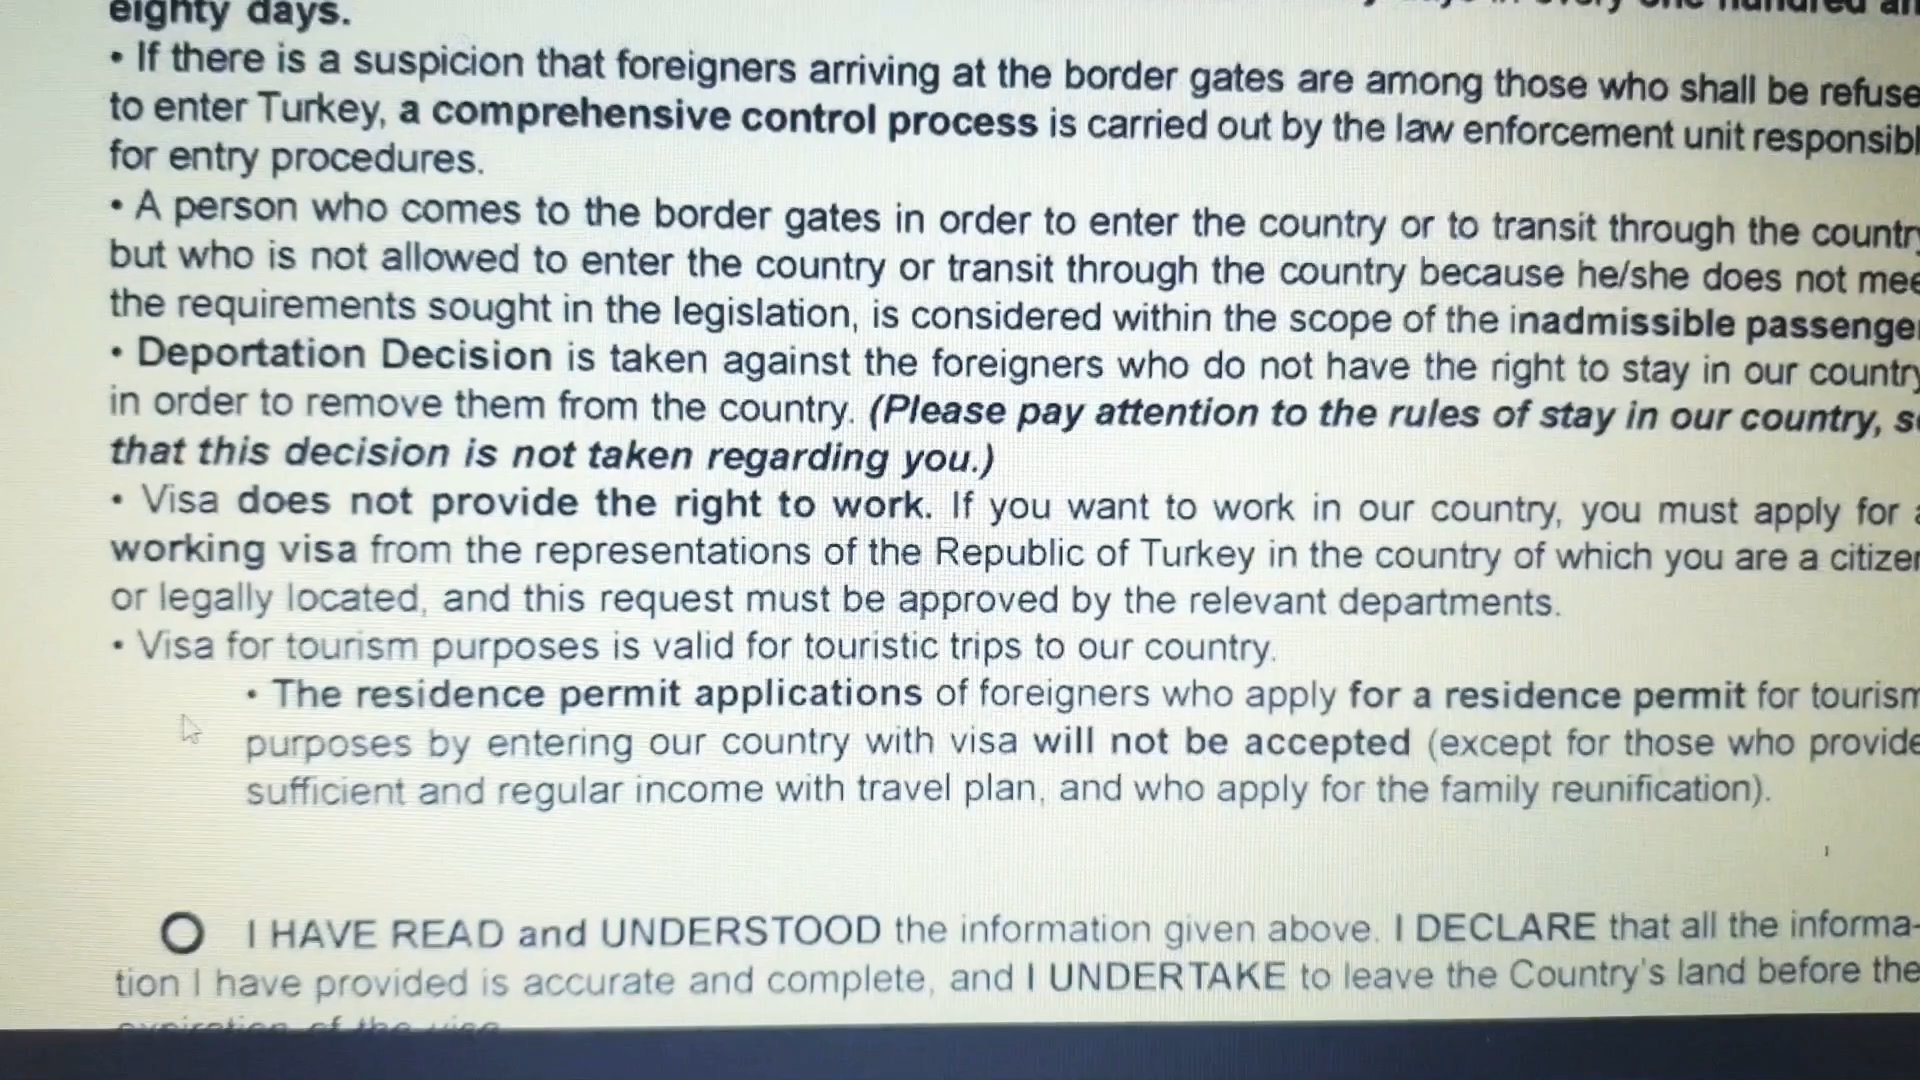 eighty days.
• If there is a suspicion that foreigners arriving at the border gates are among those who shall be refuse
to enter Turkey, a comprehensive control process is carried out by the law enforcement unit responsibl
for entry procedures.
• A person who comes to the border gates in order to enter the country or to transit through the country
but who is not allowed to enter the country or transit through the country because he/she does not mee
the requirements sought in the legislation, is considered within the scope of the inadmissible passenger
• Deportation Decision is taken against the foreigners who do not have the right to stay in our country
in order to remove them from the country. (Please pay attention to the rules of stay in our country, so
that this decision is not taken regarding you.)
• Visa does not provide the right to work. If you want to work in our country, you must apply for a
working visa from the representations of the Republic of Turkey in the country of which you are a citizen
or legally located, and this request must be approved by the relevant departments.
• Visa for tourism purposes is valid for touristic trips to our country.
• The residence permit applications of foreigners who apply for a residence permit for tourism
purposes by entering our country with visa will not be accepted (except for those who provide
sufficient and regular income with travel plan, and who apply for the family reunification).
I HAVE READ and UNDERSTOOD the information given above. I DECLARE that all the informa-
tion I have provided is accurate and complete, and I UNDERTAKE to leave the Country's land before the
expiration of the visa